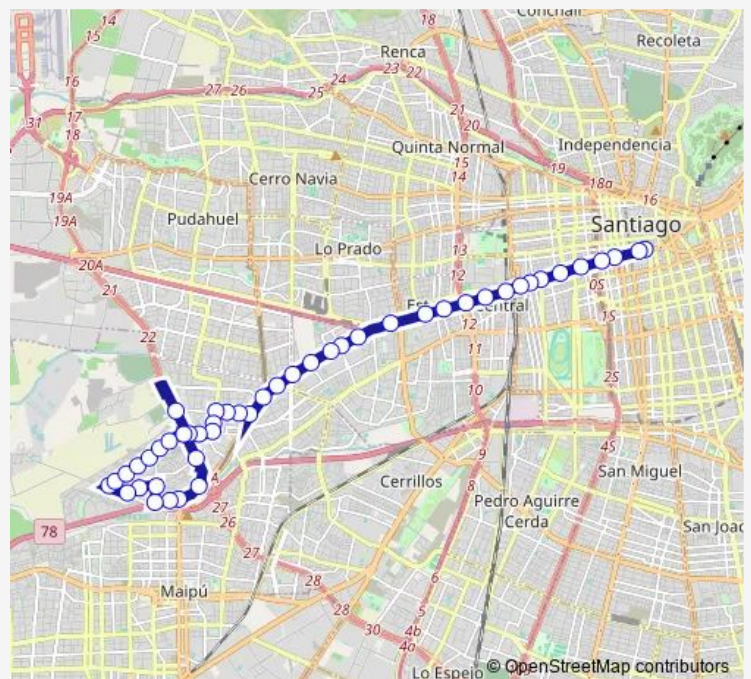 Conchalí
18
14
Renca
Recoleta
23
22
24
16
27
26
25
21
31
17
18
20
Quinta Normal
Independencia
15
14
19
18a
16
Cerro Navia
19A
19A
Pudahuel
Santiago
Lo Prado
13
20A
12
21
Central
0S
1S
12
22
11
10
2S
4S
9
San Miguel
A
Cerrillos
8
27
Pedro Aguirre
Cerda
26
78
27
Maipú
28
28
6
30
5
4b
4a
Lo Espejo
© OpenStreetMap contributors